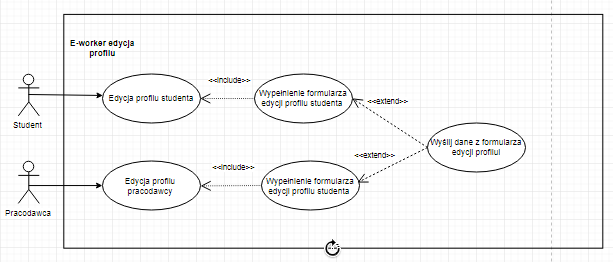 E-worker edycja
profilu
Student
Edycja profilu studenta
<<include>>
Wypełnienie formularza
edycji profilu studenta
<<extend>>
Wyślij dane z formularza
edycji profilul
<<extend>>
Pracodawca
Edycja profilu
pracodawcy
<<include>>
Wypełnienie formularza
edycji profilu studenta